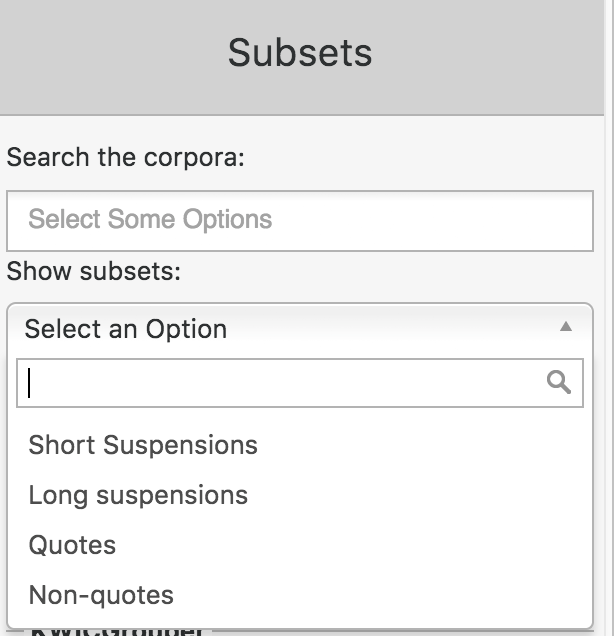 Subsets
Search the corpora:
Select Some Options
Show subsets:
Select an Option
Short Suspensions
Long suspensions
Quotes
Non-quotes
KWICGrouper